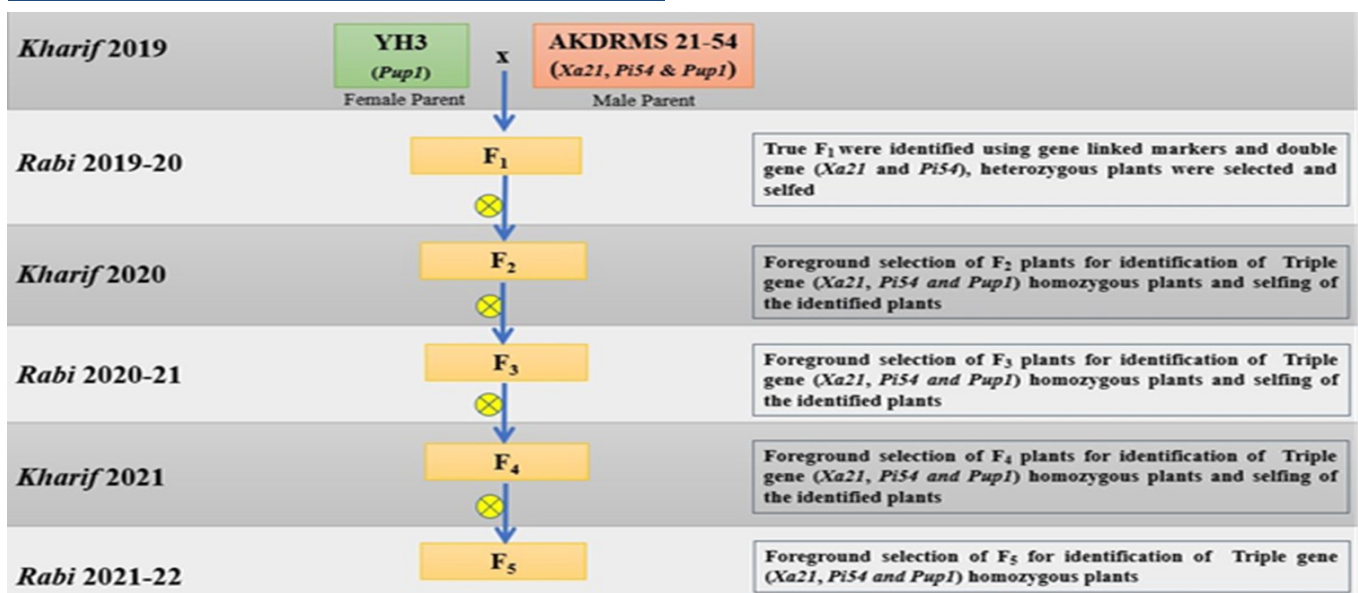 Kharif 2019
YH3
(Pup1)
Female Parent
x
AKDRMS 21-54
(Xa21, Pi54 & Pup1)
Male Parent
Rabi 2019-20
F₁
True F₁ were identified using gene linked markers and double
gene (Xa21 and Pi54), heterozygous plants were selected and
selfed
Kharif 2020
F₂
Foreground selection of F₂ plants for identification of Triple
gene (Xa21, Pi54 and Pup1) homozygous plants and selfing of
the identified plants
Rabi 2020-21
F₃
Foreground selection of F₃ plants for identification of Triple
gene (Xa21, Pi54 and Pup1) homozygous plants and selfing of
the identified plants
Kharif 2021
F₄
Foreground selection of F₄ plants for identification of Triple
gene (Xa21, Pi54 and Pup1) homozygous plants and selfing of
the identified plants
Rabi 2021-22
F₅
Foreground selection of F₅ for identification of Triple gene
(Xa21, Pi54 and Pup1) homozygous plants